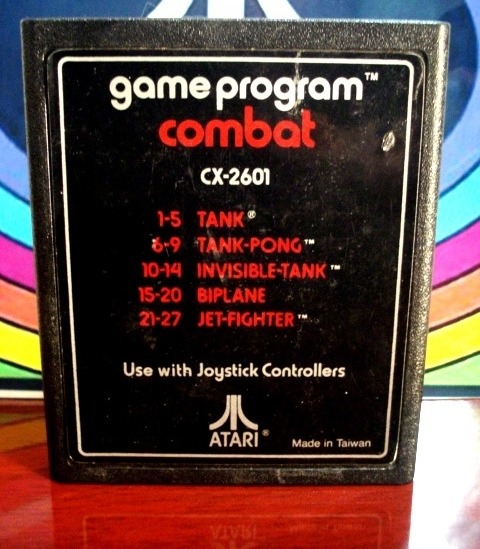 game program™
combat
CX-2601
1-5 TANK®
6-9 TANK-PONG™
10-14 INVISIBLE-TANK™
15-20 BIPLANE
21-27 JET-FIGHTER™
Use with Joystick Controllers
ATARI®
Made in Taiwan